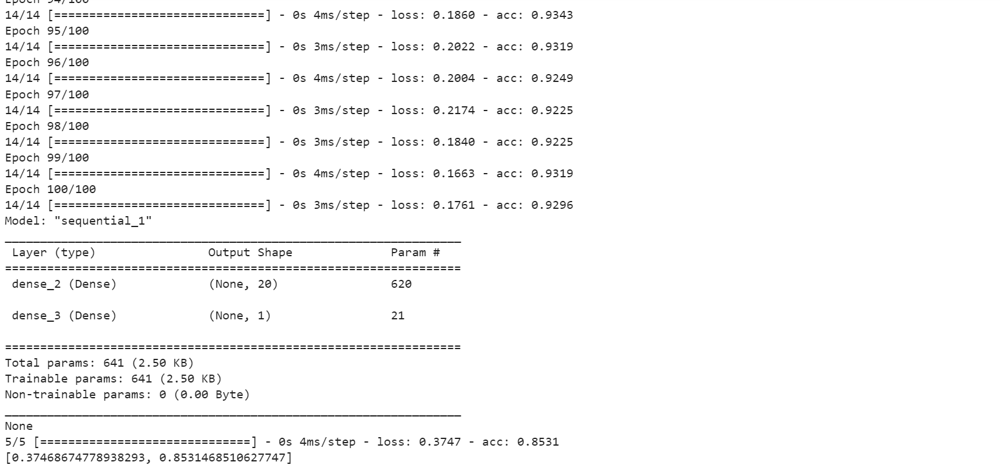 Epoch 94/100
14/14 [==============================] - 0s 4ms/step - loss: 0.1860 - acc: 0.9343
Epoch 95/100
14/14 [==============================] - 0s 3ms/step - loss: 0.2022 - acc: 0.9319
Epoch 96/100
14/14 [==============================] - 0s 4ms/step - loss: 0.2004 - acc: 0.9249
Epoch 97/100
14/14 [==============================] - 0s 3ms/step - loss: 0.2174 - acc: 0.9225
Epoch 98/100
14/14 [==============================] - 0s 3ms/step - loss: 0.1840 - acc: 0.9225
Epoch 99/100
14/14 [==============================] - 0s 4ms/step - loss: 0.1663 - acc: 0.9319
Epoch 100/100
14/14 [==============================] - 0s 3ms/step - loss: 0.1761 - acc: 0.9296
Model: "sequential_1"
_________________________________________________________________
 Layer (type)                Output Shape              Param #
=================================================================
 dense_2 (Dense)             (None, 20)                620
 dense_3 (Dense)             (None, 1)                 21
=================================================================
Total params: 641 (2.50 KB)
Trainable params: 641 (2.50 KB)
Non-trainable params: 0 (0.00 Byte)
_________________________________________________________________
None
5/5 [==============================] - 0s 4ms/step - loss: 0.3747 - acc: 0.8531
[0.37468674778938293, 0.8531468510627747]